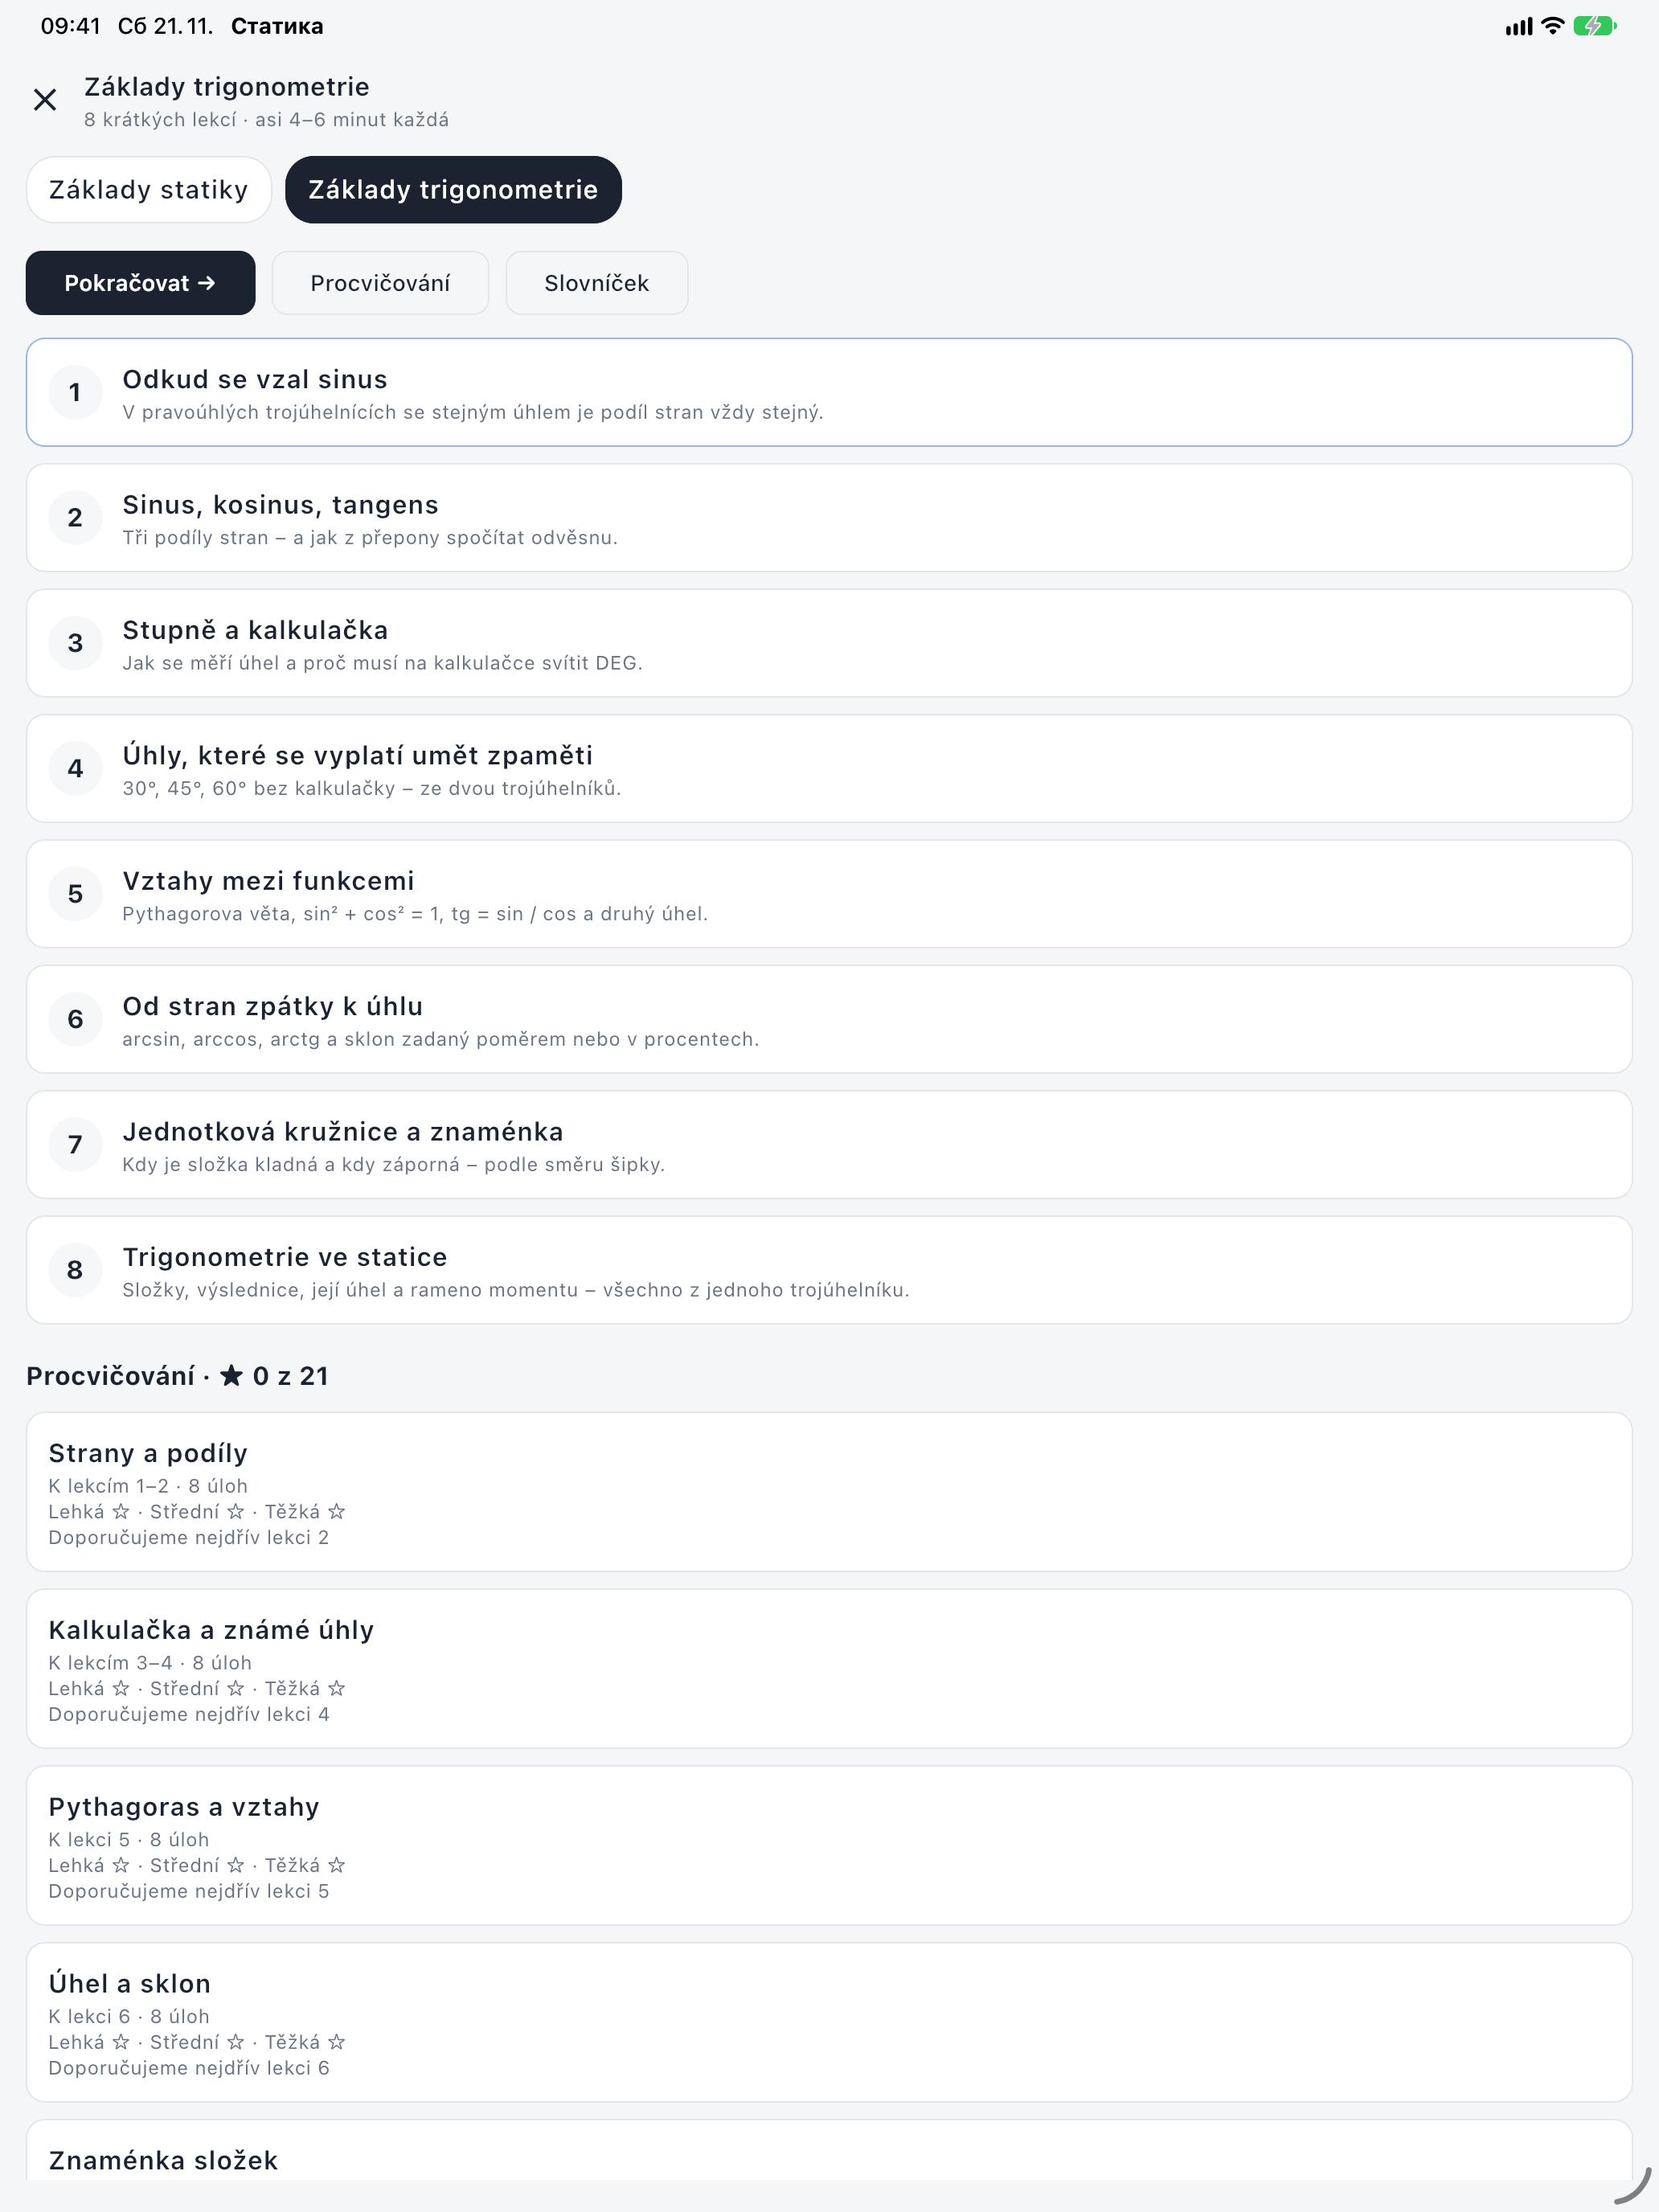 09:41 Сб 21. 11. Статика
Základy trigonometrie
8 krátkých lekcí · asi 4–6 minut každá
Základy statiky
Základy trigonometrie
Pokračovat →
Procvičování
Slovníček
1
Odkud se vzal sinus
V pravoúhlých trojúhelnících se stejným úhlem je podíl stran vždy stejný.
2
Sinus, kosinus, tangens
Tři podíly stran – a jak z přepony spočítat odvěsnu.
3
Stupně a kalkulačka
Jak se měří úhel a proč musí na kalkulačce svítit DEG.
4
Úhly, které se vyplatí umět zpaměti
30°, 45°, 60° bez kalkulačky – ze dvou trojúhelníků.
5
Vztahy mezi funkcemi
Pythagorova věta, sin² + cos² = 1, tg = sin / cos a druhý úhel.
6
Od stran zpátky k úhlu
arcsin, arccos, arctg a sklon zadaný poměrem nebo v procentech.
7
Jednotková kružnice a znaménka
Kdy je složka kladná a kdy záporná – podle směru šipky.
8
Trigonometrie ve statice
Složky, výslednice, její úhel a rameno momentu – všechno z jednoho trojúhelníku.
Procvičování · ★ 0 z 21
Strany a podíly
K lekcím 1–2 · 8 úloh
Lehká ☆ · Střední ☆ · Těžká ☆
Doporučujeme nejdřív lekci 2
Kalkulačka a známé úhly
K lekcím 3–4 · 8 úloh
Lehká ☆ · Střední ☆ · Těžká ☆
Doporučujeme nejdřív lekci 4
Pythagoras a vztahy
K lekci 5 · 8 úloh
Lehká ☆ · Střední ☆ · Těžká ☆
Doporučujeme nejdřív lekci 5
Úhel a sklon
K lekci 6 · 8 úloh
Lehká ☆ · Střední ☆ · Těžká ☆
Doporučujeme nejdřív lekci 6
Znaménka složek